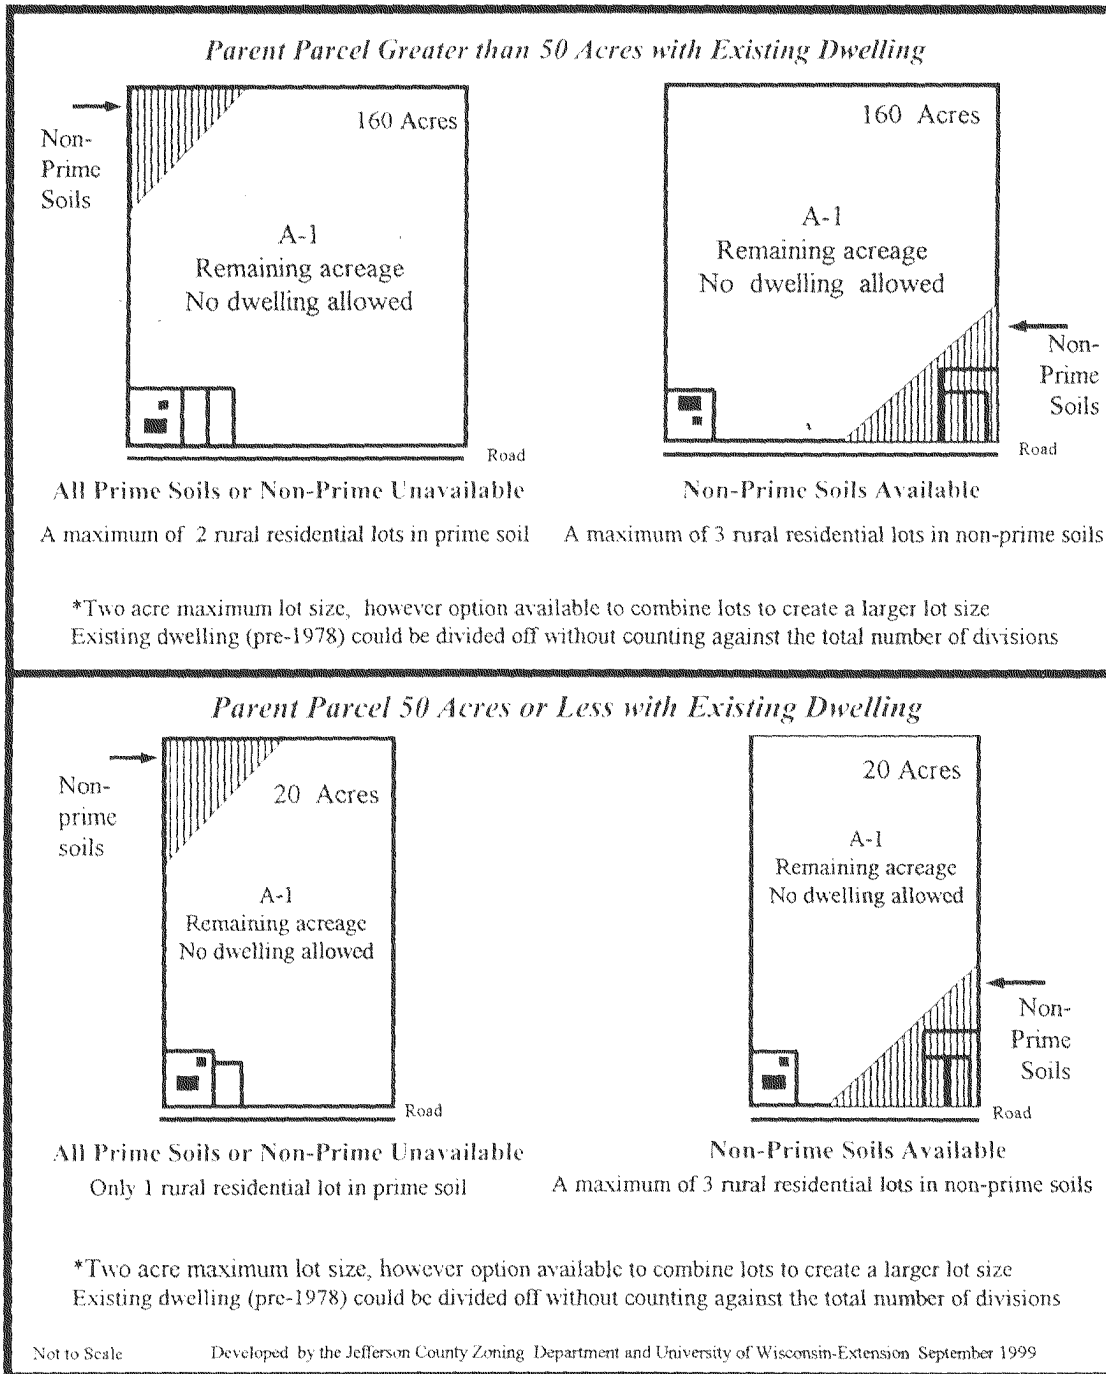 Parent Parcel Greater than 50 Acres with Existing Dwelling
Non-
Prime
Soils
160 Acres
A-1
Remaining acreage
No dwelling allowed
Road
All Prime Soils or Non-Prime Unavailable
A maximum of 2 rural residential lots in prime soil
160 Acres
A-1
Remaining acreage
No dwelling allowed
Non-
Prime
Soils
Road
Non-Prime Soils Available
A maximum of 3 rural residential lots in non-prime soils
*Two acre maximum lot size, however option available to combine lots to create a larger lot size
Existing dwelling (pre-1978) could be divided off without counting against the total number of divisions
Parent Parcel 50 Acres or Less with Existing Dwelling
Non-
prime
soils
20 Acres
A-1
Remaining acreage
No dwelling allowed
Road
All Prime Soils or Non-Prime Unavailable
Only 1 rural residential lot in prime soil
20 Acres
A-1
Remaining acreage
No dwelling allowed
Non-
Prime
Soils
Road
Non-Prime Soils Available
A maximum of 3 rural residential lots in non-prime soils
*Two acre maximum lot size, however option available to combine lots to create a larger lot size
Existing dwelling (pre-1978) could be divided off without counting against the total number of divisions
Not to Scale
Developed by the Jefferson County Zoning Department and University of Wisconsin-Extension September 1999